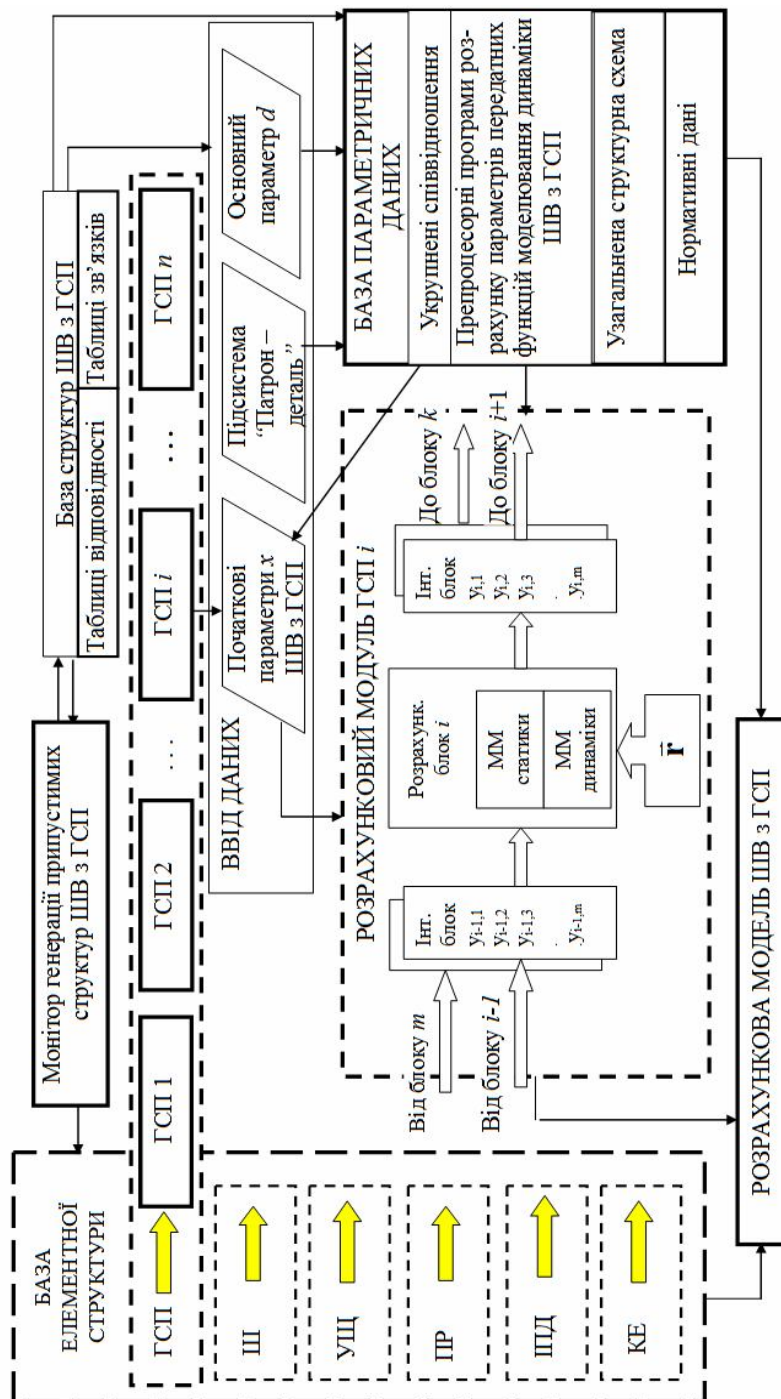 БАЗА
ЕЛЕМЕНТНОЇ
СТРУКТУРИ
Монітор генерації припустимих
структур ШВ з ГСП
База структур ШВ з ГСП
Таблиці відповідності
Таблиці зв’язків
ГСП
ГСП 1
ГСП 2
. . .
ГСП i
. . .
ГСП n
Ш
УЩ
ПР
ШД
КЕ
ВВІД ДАНИХ
Початкові
параметри x
ШВ з ГСП
Підсистема
“Патрон –
деталь”
Основний
параметр d
БАЗА ПАРАМЕТРИЧНИХ
ДАНИХ
Укрупнені співвідношення
Препроцесорні програми роз-
рахунку параметрів передатних
функцій моделювання динаміки
ШВ з ГСП
Узагальнена структурна схема
Нормативні дані
РОЗРАХУНКОВИЙ МОДУЛЬ ГСП i
Від блоку m
Від блоку i-1
Інт.
блок
yi-1,1
yi-1,2
yi-1,3
.
yi-1,m
Розрахунк.
блок i
ММ
статики
ММ
динаміки
r̄
Інт.
блок
yi,1
yi,2
yi,3
.
.yi,m
До блоку k
До блоку i+1
РОЗРАХУНКОВА МОДЕЛЬ ШВ з ГСП